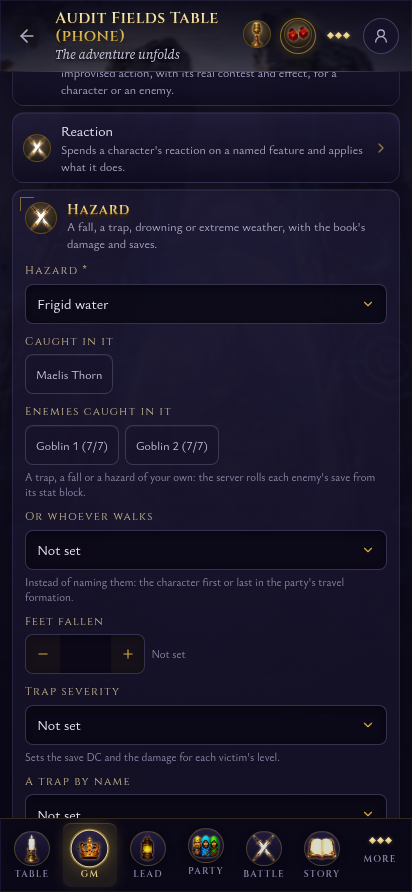 Audit Fields Table
(phone)
The adventure unfolds
improvised action, with its real contest and effect, for a
character or an enemy.
Reaction
Spends a character's reaction on a named feature and applies
what it does.
Hazard
A fall, a trap, drowning or extreme weather, with the book's
damage and saves.
Hazard *
Frigid water
Caught in it
Maelis Thorn
Enemies caught in it
Goblin 1 (7/7) Goblin 2 (7/7)
A trap, a fall or a hazard of your own: the server rolls each enemy's save from
its stat block.
Or whoever walks
Not set
Instead of naming them: the character first or last in the party's travel
formation.
Feet fallen
− + Not set
Trap severity
Not set
Sets the save DC and the damage for each victim's level.
A trap by name
Not set
Table GM Lead Party Battle Story More